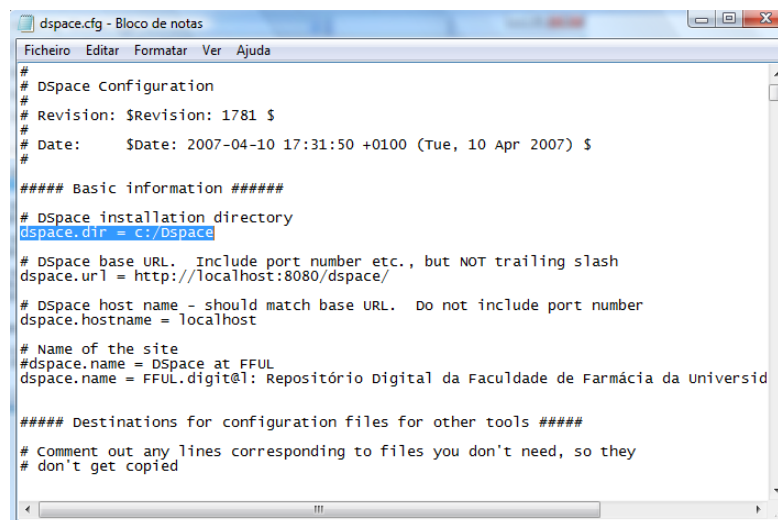 dspace.cfg - Bloco de notas
Ficheiro Editar Formatar Ver Ajuda
#
# DSpace Configuration
#
# Revision: $Revision: 1781 $
#
# Date: $Date: 2007-04-10 17:31:50 +0100 (Tue, 10 Apr 2007) $
#
##### Basic information ######
# DSpace installation directory
dspace.dir = c:/Dspace
# DSpace base URL. Include port number etc., but NOT trailing slash
dspace.url = http://localhost:8080/dspace/
# DSpace host name - should match base URL. Do not include port number
dspace.hostname = localhost
# Name of the site
#dspace.name = DSpace at FFUL
dspace.name = FFUL.digit@l: Repositório Digital da Faculdade de Farmácia da Universid
##### Destinations for configuration files for other tools #####
# Comment out any lines corresponding to files you don't need, so they
# don't get copied